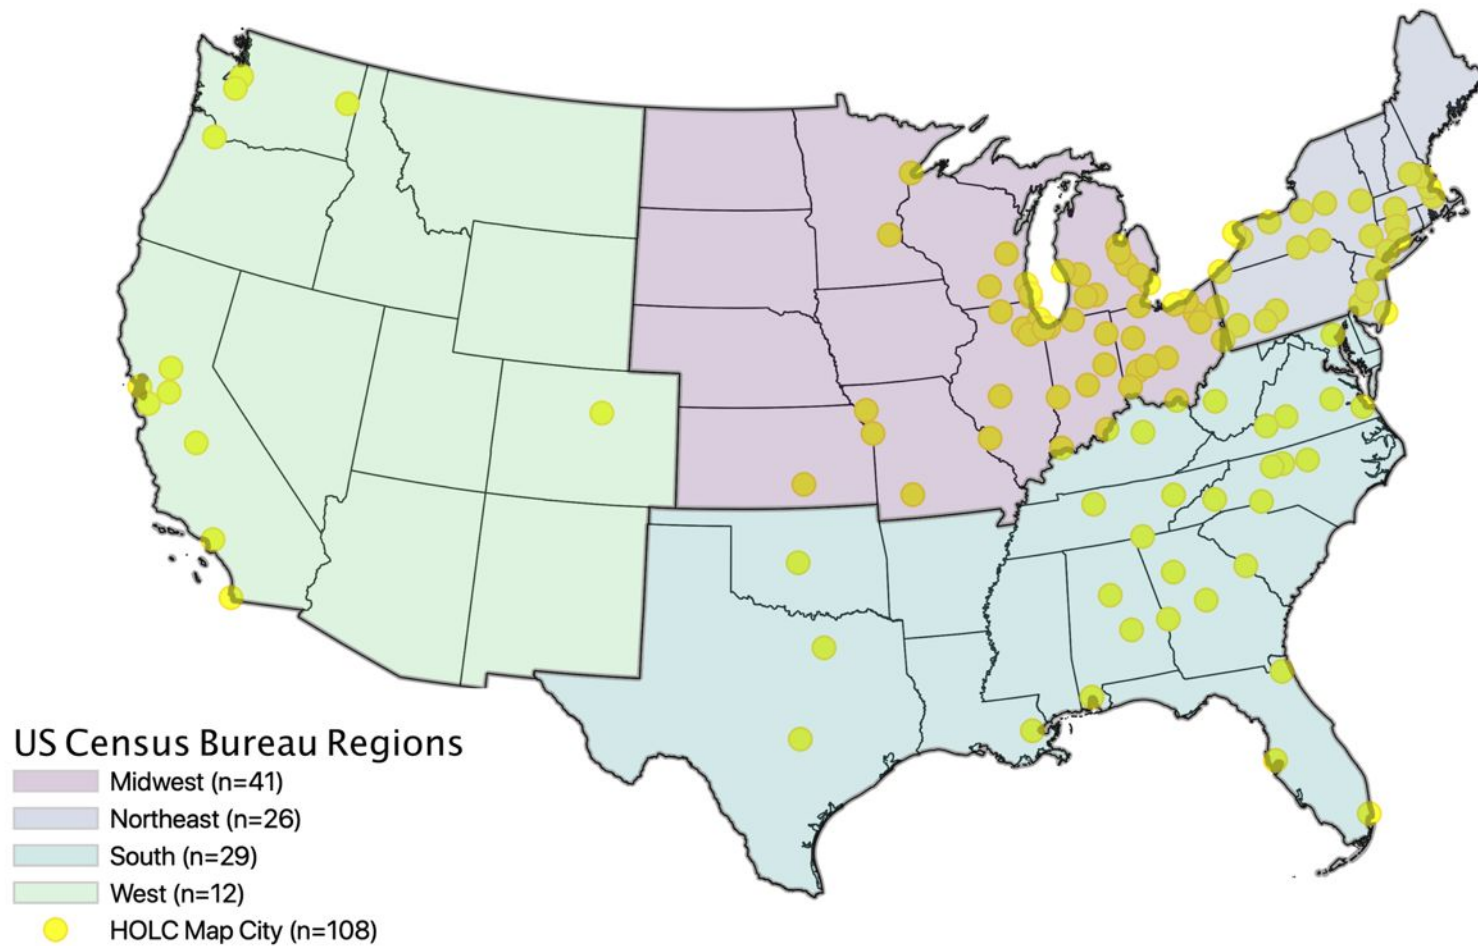 US Census Bureau Regions
Midwest (n=41)
Northeast (n=26)
South (n=29)
West (n=12)
HOLC Map City (n=108)